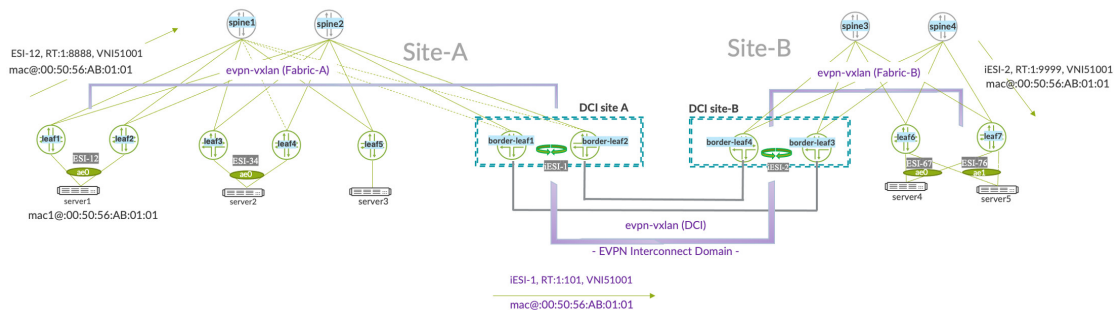 spine1
spine2
spine3
spine4
ESI-12, RT:1:8888, VNI51001
mac@:00:50:56:AB:01:01
Site-A
Site-B
evpn-vxlan (Fabric-A)
evpn-vxlan (Fabric-B)
iESI-2, RT:1:9999, VNI51001
mac@:00:50:56:AB:01:01
DCI site A
DCI site-B
leaf1
leaf2
leaf3
leaf4
leaf5
border-leaf1
border-leaf2
border-leaf4
border-leaf3
leaf6
leaf7
ESI-12
ESI-34
iESI-1
iESI-2
ESI-67
ESI-76
ae0
ae0
ae0
ae1
server1
server2
server3
server4
server5
mac1@:00:50:56:AB:01:01
evpn-vxlan (DCI)
- EVPN Interconnect Domain -
iESI-1, RT:1:101, VNI51001
mac@:00:50:56:AB:01:01